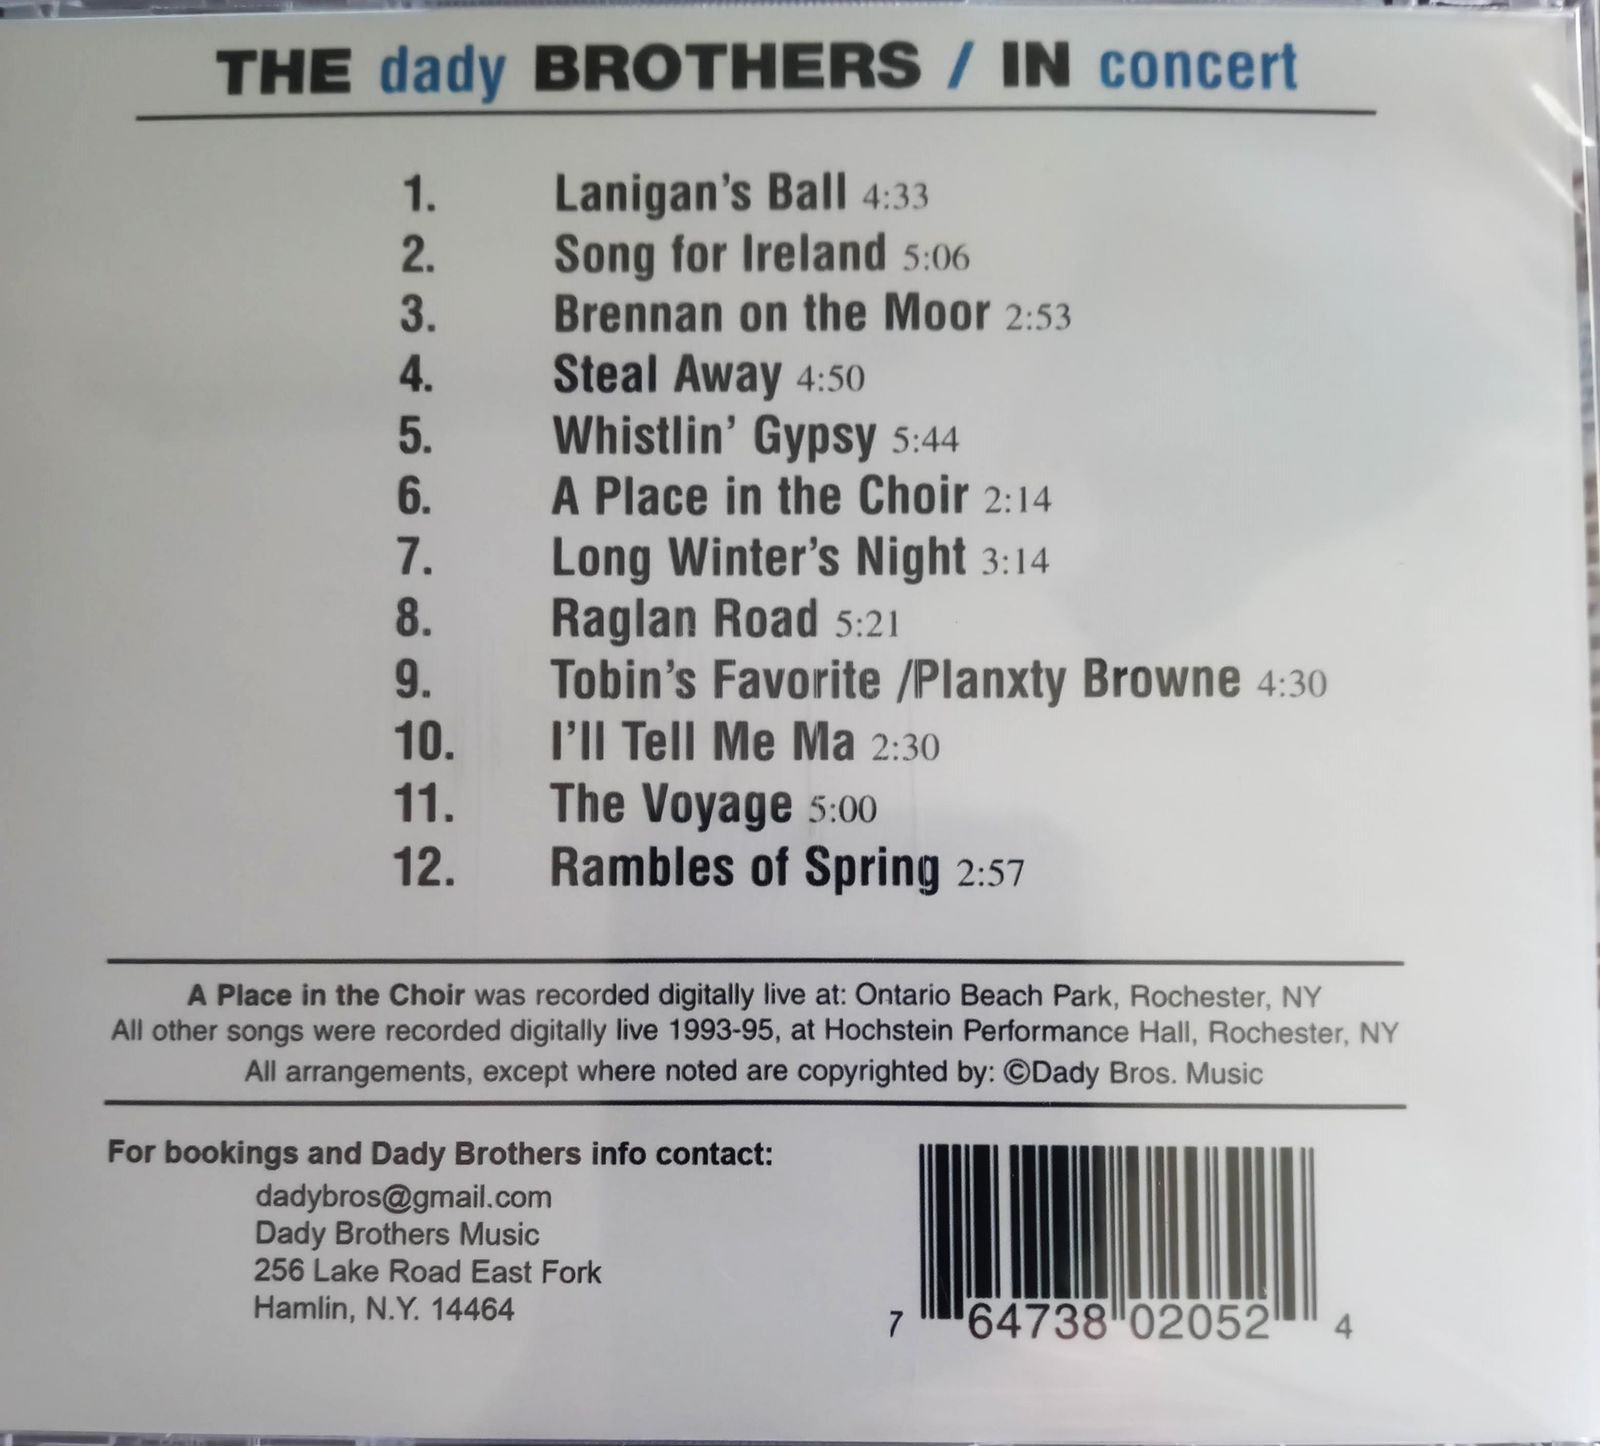 THE dady BROTHERS / IN concert
1. Lanigan's Ball 4:33
2. Song for Ireland 5:06
3. Brennan on the Moor 2:53
4. Steal Away 4:50
5. Whistlin' Gypsy 5:44
6. A Place in the Choir 2:14
7. Long Winter's Night 3:14
8. Raglan Road 5:21
9. Tobin's Favorite /Planxty Browne 4:30
10. I'll Tell Me Ma 2:30
11. The Voyage 5:00
12. Rambles of Spring 2:57
A Place in the Choir was recorded digitally live at: Ontario Beach Park, Rochester, NY
All other songs were recorded digitally live 1993-95, at Hochstein Performance Hall, Rochester, NY
All arrangements, except where noted are copyrighted by: ©Dady Bros. Music
For bookings and Dady Brothers info contact:
dadybros@gmail.com
Dady Brothers Music
256 Lake Road East Fork
Hamlin, N.Y. 14464
7 64738 02052 4